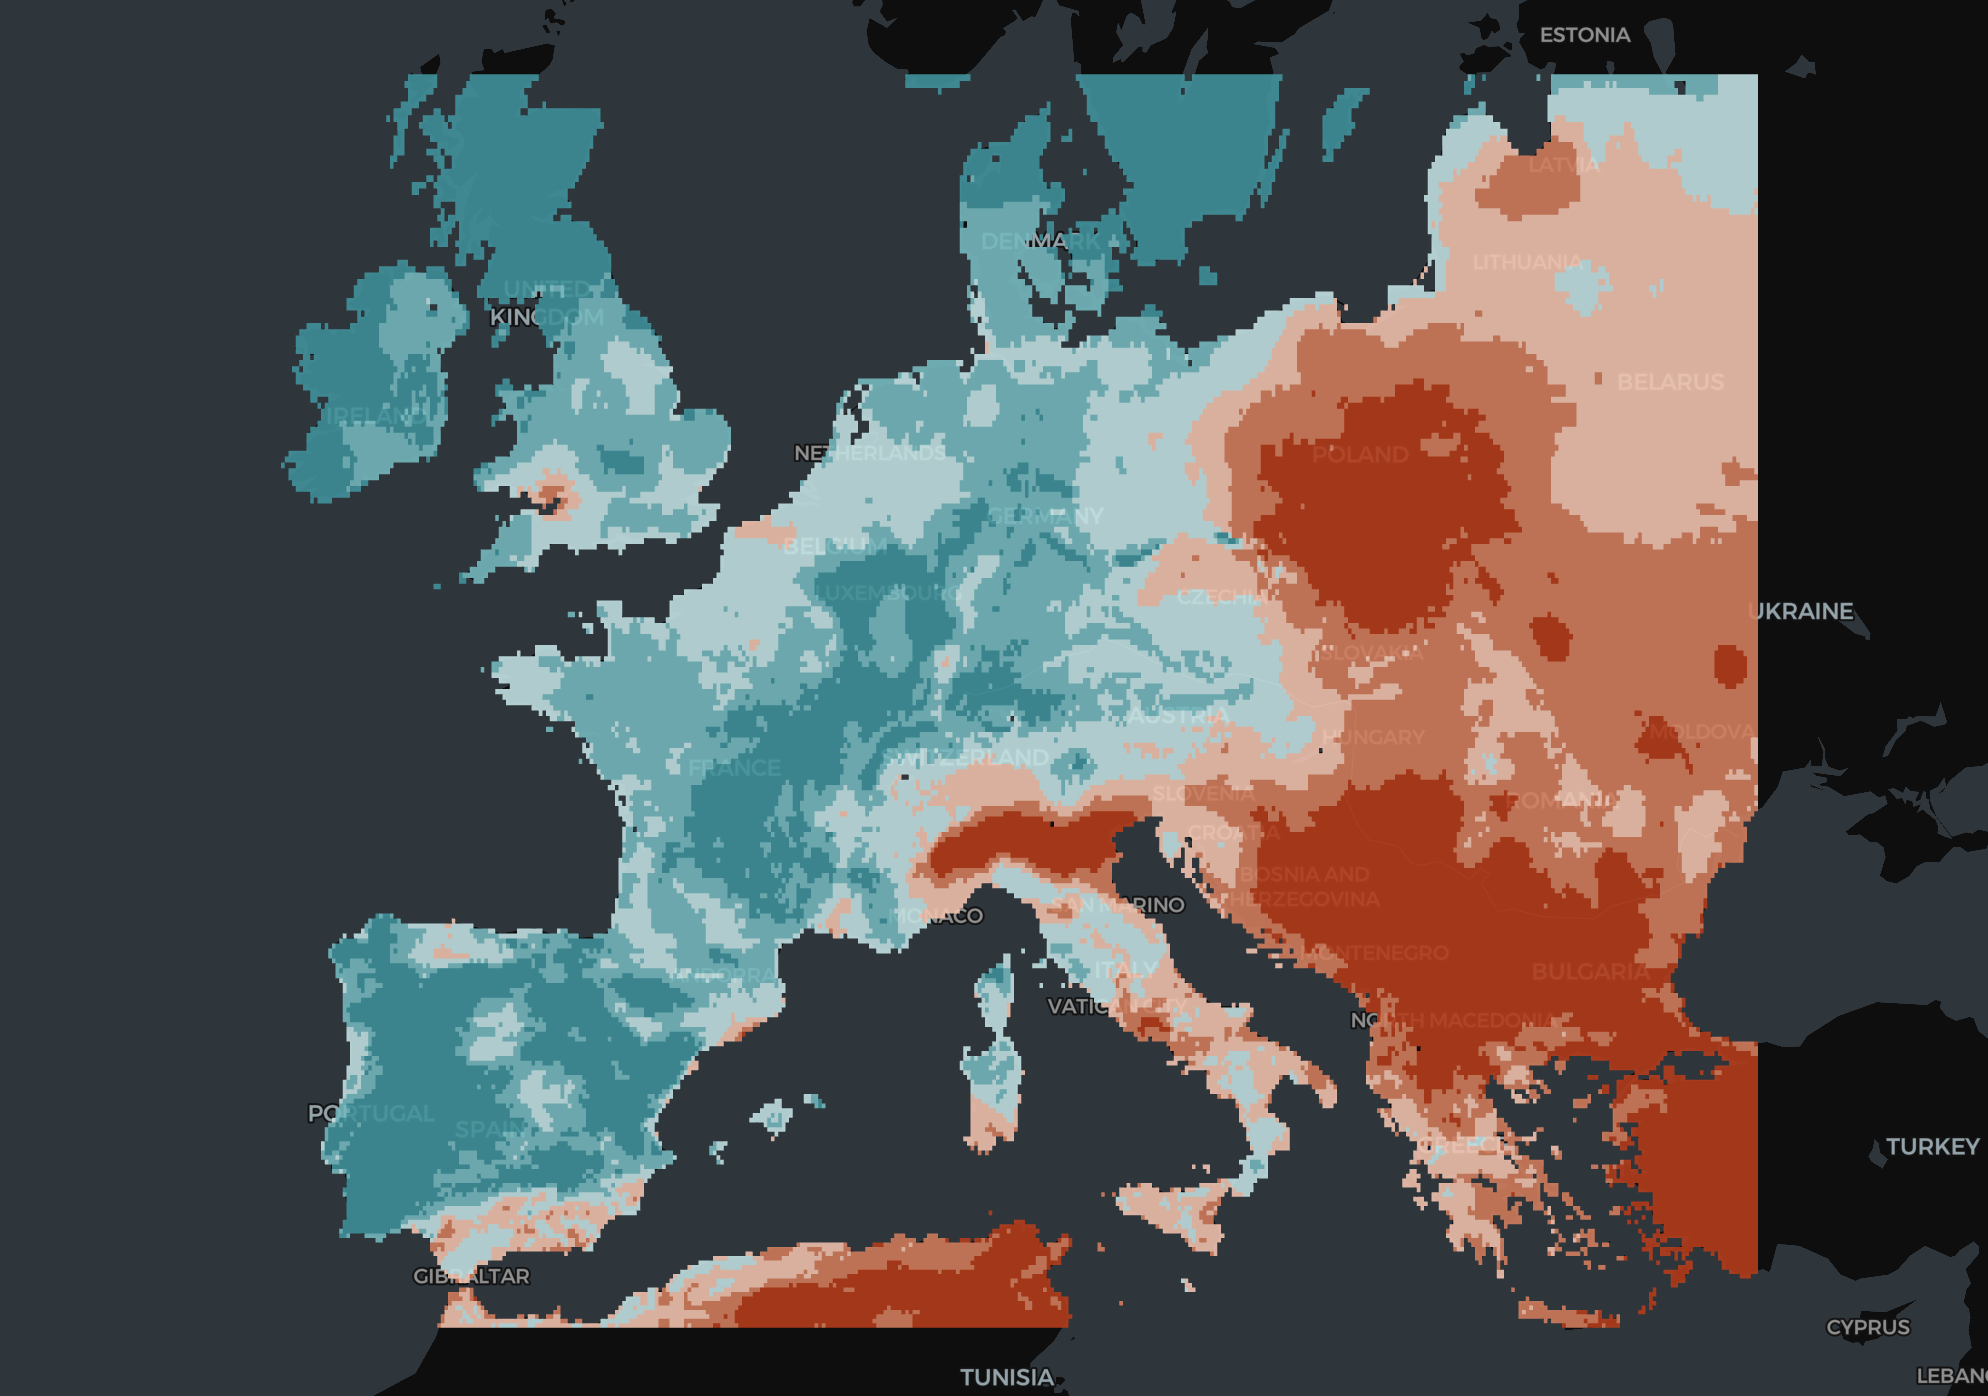 ESTONIA
LATVIA
DENMARK
LITHUANIA
UNITED
KINGDOM
BELARUS
IRELAND
NETHERLANDS
POLAND
GERMANY
BELGIUM
LUXEMBOURG
CZECHIA
UKRAINE
SLOVAKIA
AUSTRIA
HUNGARY
MOLDOVA
FRANCE
SWITZERLAND
SLOVENIA
ROMANIA
CROATIA
BOSNIA AND
HERZEGOVINA
MONACO
SAN MARINO
MONTENEGRO
ANDORRA
ITALY
BULGARIA
VATICAN CITY
NORTH MACEDONIA
PORTUGAL
SPAIN
GREECE
TURKEY
GIBRALTAR
CYPRUS
TUNISIA
LEBAN